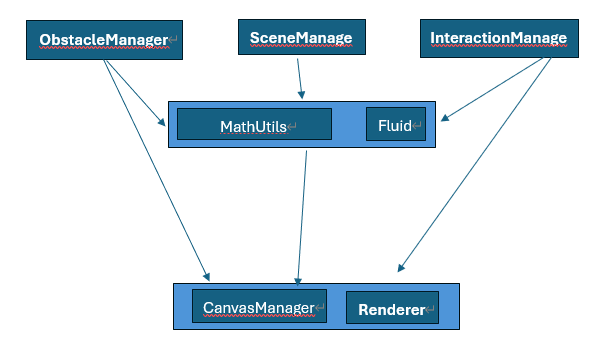 ObstacleManager
SceneManage
InteractionManage
MathUtils
Fluid
CanvasManager
Renderer